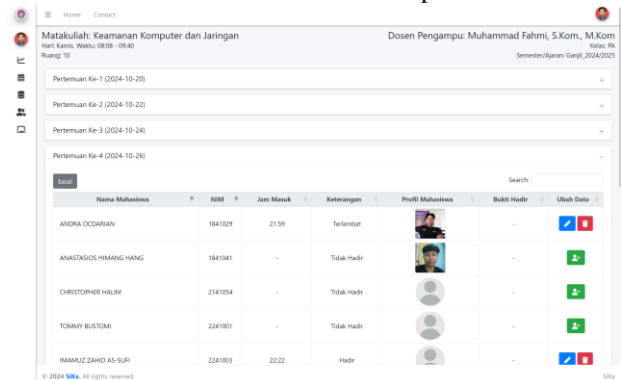 Home Contact
Matakuliah: Keamanan Komputer dan Jaringan
Dosen Pengampu: Muhammad Fahmi, S.Kom., M.Kom
Hari: Kamis, Waktu: 08:08 - 09:40
Kelas: PA
Ruang: 10
Semester/Ajaran: Ganjil_2024/2025
Pertemuan Ke-1 (2024-10-20)
Pertemuan Ke-2 (2024-10-22)
Pertemuan Ke-3 (2024-10-24)
Pertemuan Ke-4 (2024-10-26)
Excel Search:
Nama Mahasiswa NIM Jam Masuk Keterangan Profil Mahasiswa Bukti Hadir Ubah Data
ANDRA OCDARIAN 1841029 21:59 Terlambat -
ANASTASIOS HIMANG HANG 1841041 - Tidak Hadir -
CHRISTOPHER HALIM 2141054 - Tidak Hadir -
TOMMY BUSTOMI 2241001 - Tidak Hadir -
IMAMUZ ZAHID AS-SUFI 2241003 22:22 Hadir -
© 2024 SiKa. All rights reserved. SiKa